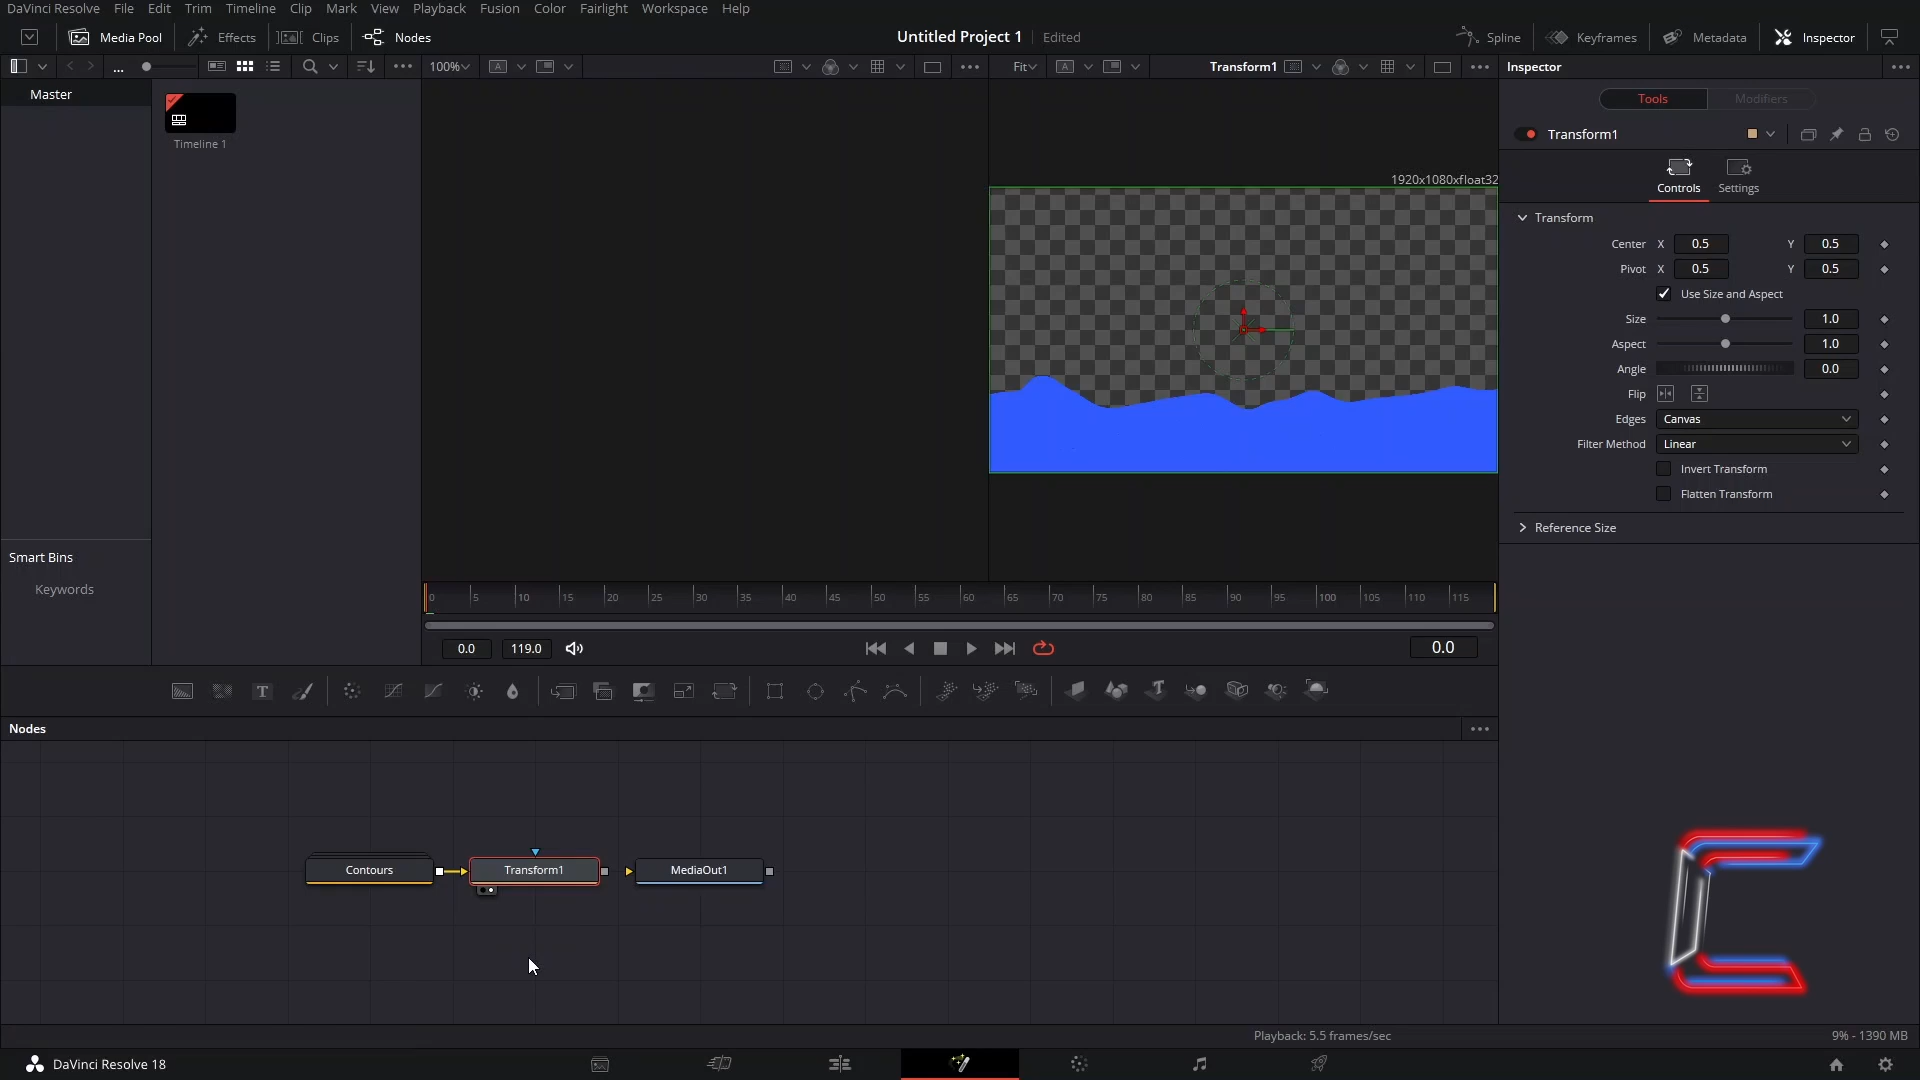 DaVinci Resolve File Edit Trim Timeline Clip Mark View Playback Fusion Color Fairlight Workspace Help
Media Pool Effects Clips Nodes Untitled Project 1 Edited Spline Keyframes Metadata Inspector
... 100% A Fit A Transform1 Inspector
Master
Timeline 1
Tools Modifiers
Transform1
1920x1080xfloat32
Controls Settings
Transform
Center X 0.5 Y 0.5
Pivot X 0.5 Y 0.5
Use Size and Aspect
Size 1.0
Aspect 1.0
Angle 0.0
Flip
Edges Canvas
Filter Method Linear
Invert Transform
Flatten Transform
Reference Size
Smart Bins
Keywords
0 5 10 15 20 25 30 35 40 45 50 55 60 65 70 75 80 85 90 95 100 105 110 115
0.0 119.0 0.0
T T
Nodes
Contours Transform1 MediaOut1
Playback: 5.5 frames/sec 9% - 1390 MB
DaVinci Resolve 18